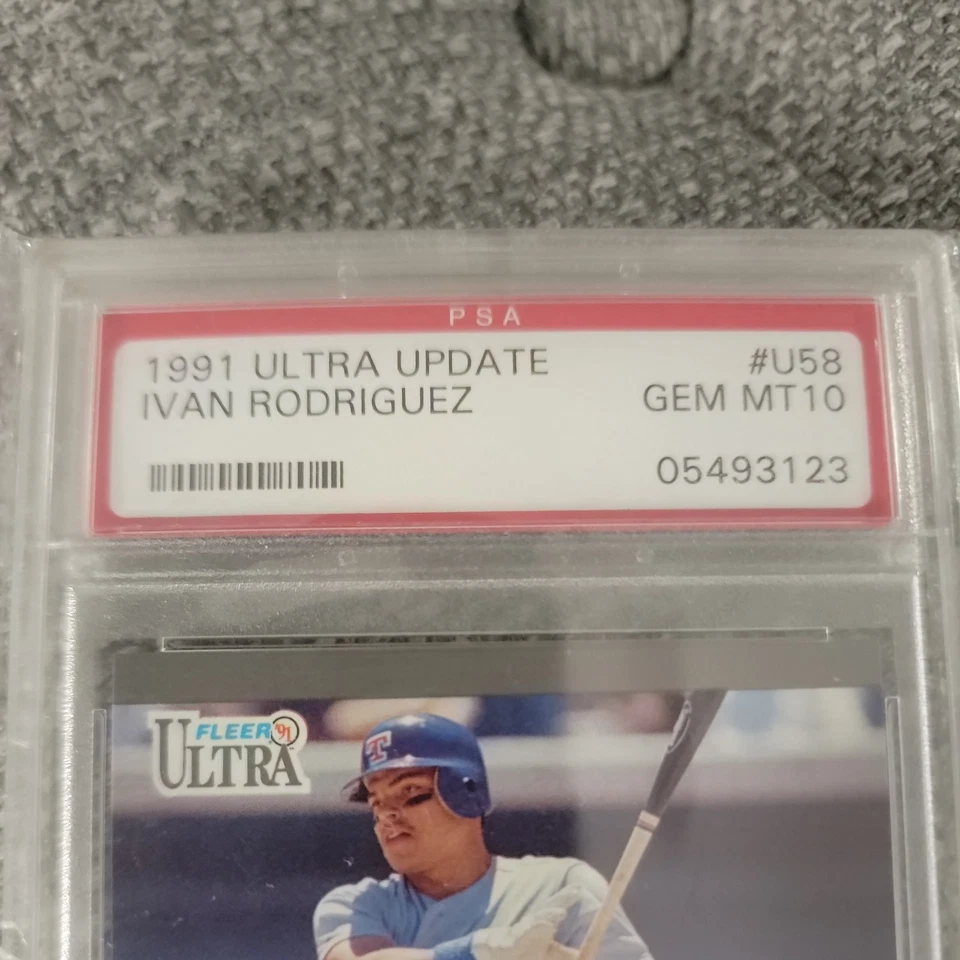 PSA
1991 ULTRA UPDATE #U58
IVAN RODRIGUEZ GEM MT10
05493123
FLEER '91
ULTRA
T